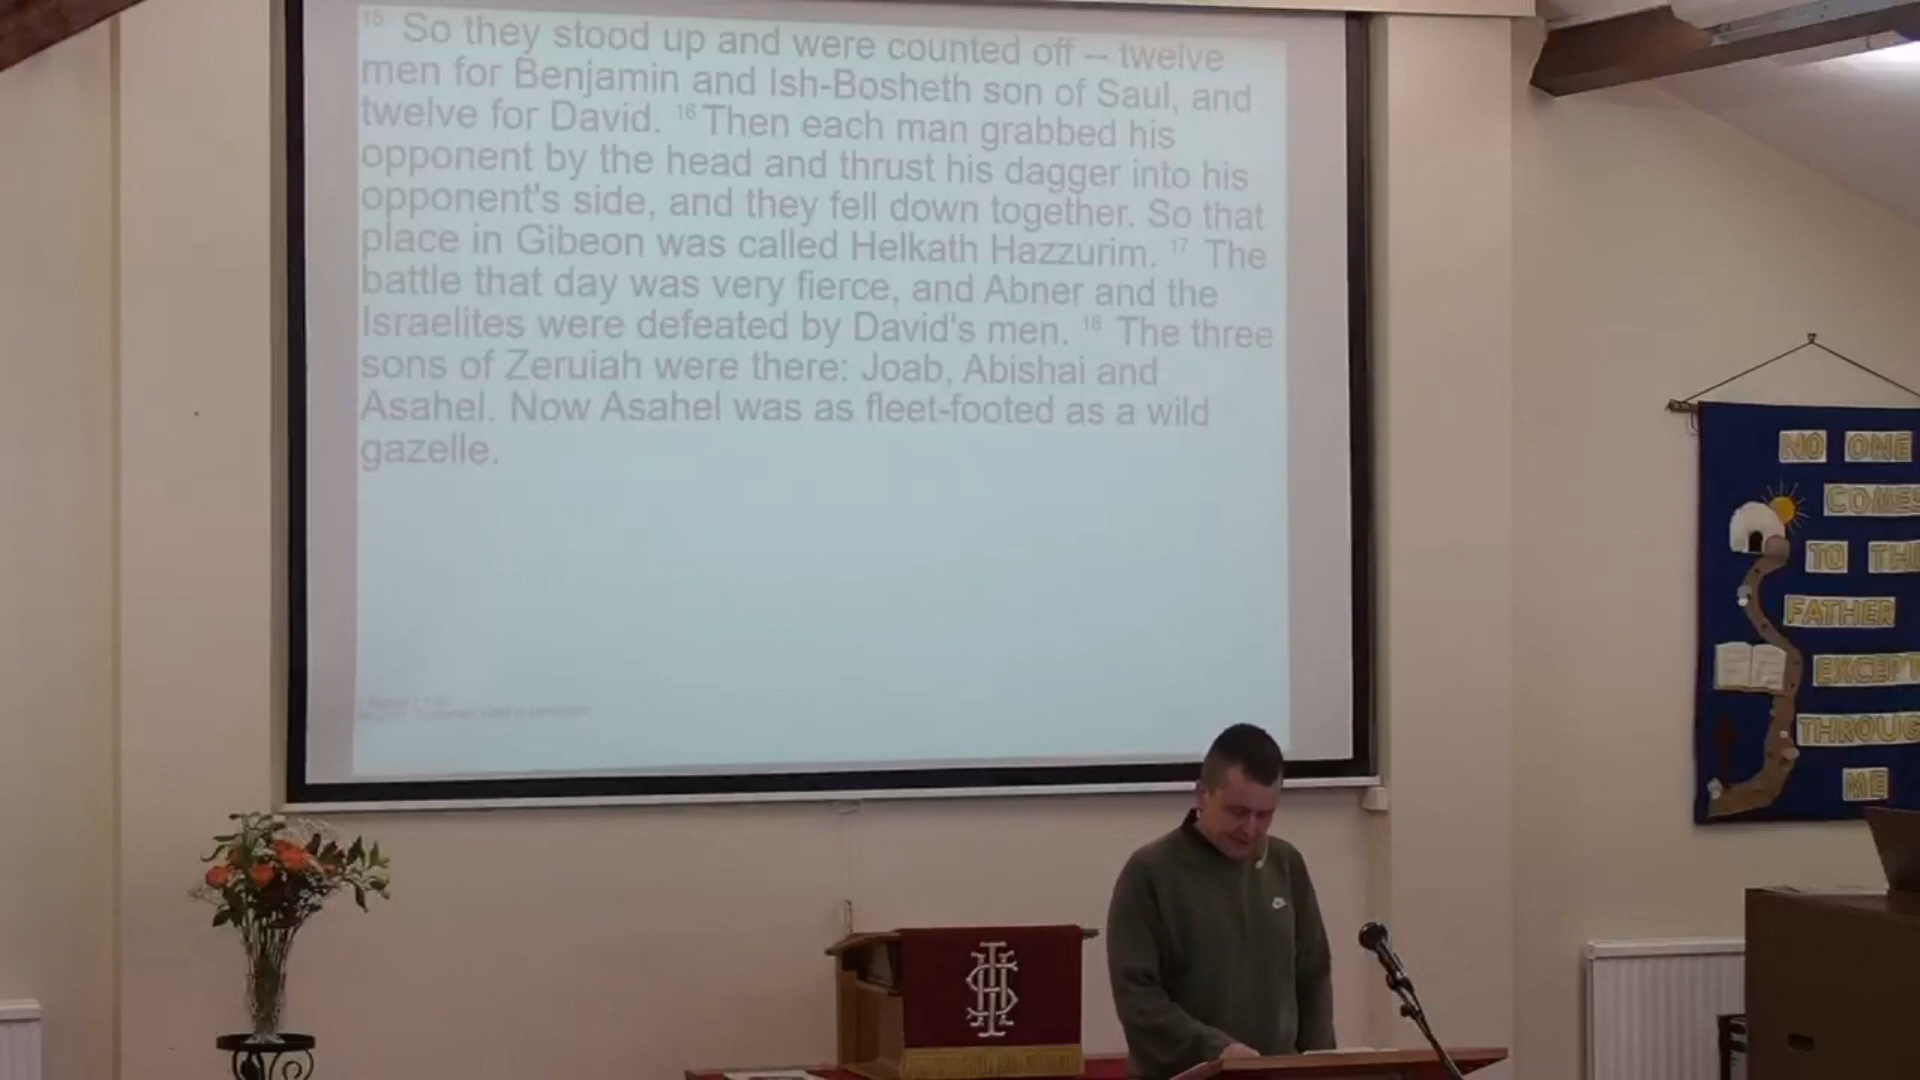 15 So they stood up and were counted off -- twelve
men for Benjamin and Ish-Bosheth son of Saul, and
twelve for David. 16 Then each man grabbed his
opponent by the head and thrust his dagger into his
opponent's side, and they fell down together. So that
place in Gibeon was called Helkath Hazzurim. 17 The
battle that day was very fierce, and Abner and the
Israelites were defeated by David's men. 18 The three
sons of Zeruiah were there: Joab, Abishai and
Asahel. Now Asahel was as fleet-footed as a wild
gazelle.
NO ONE
COMES
TO THE
FATHER
EXCEPT
THROUG
ME
IHS